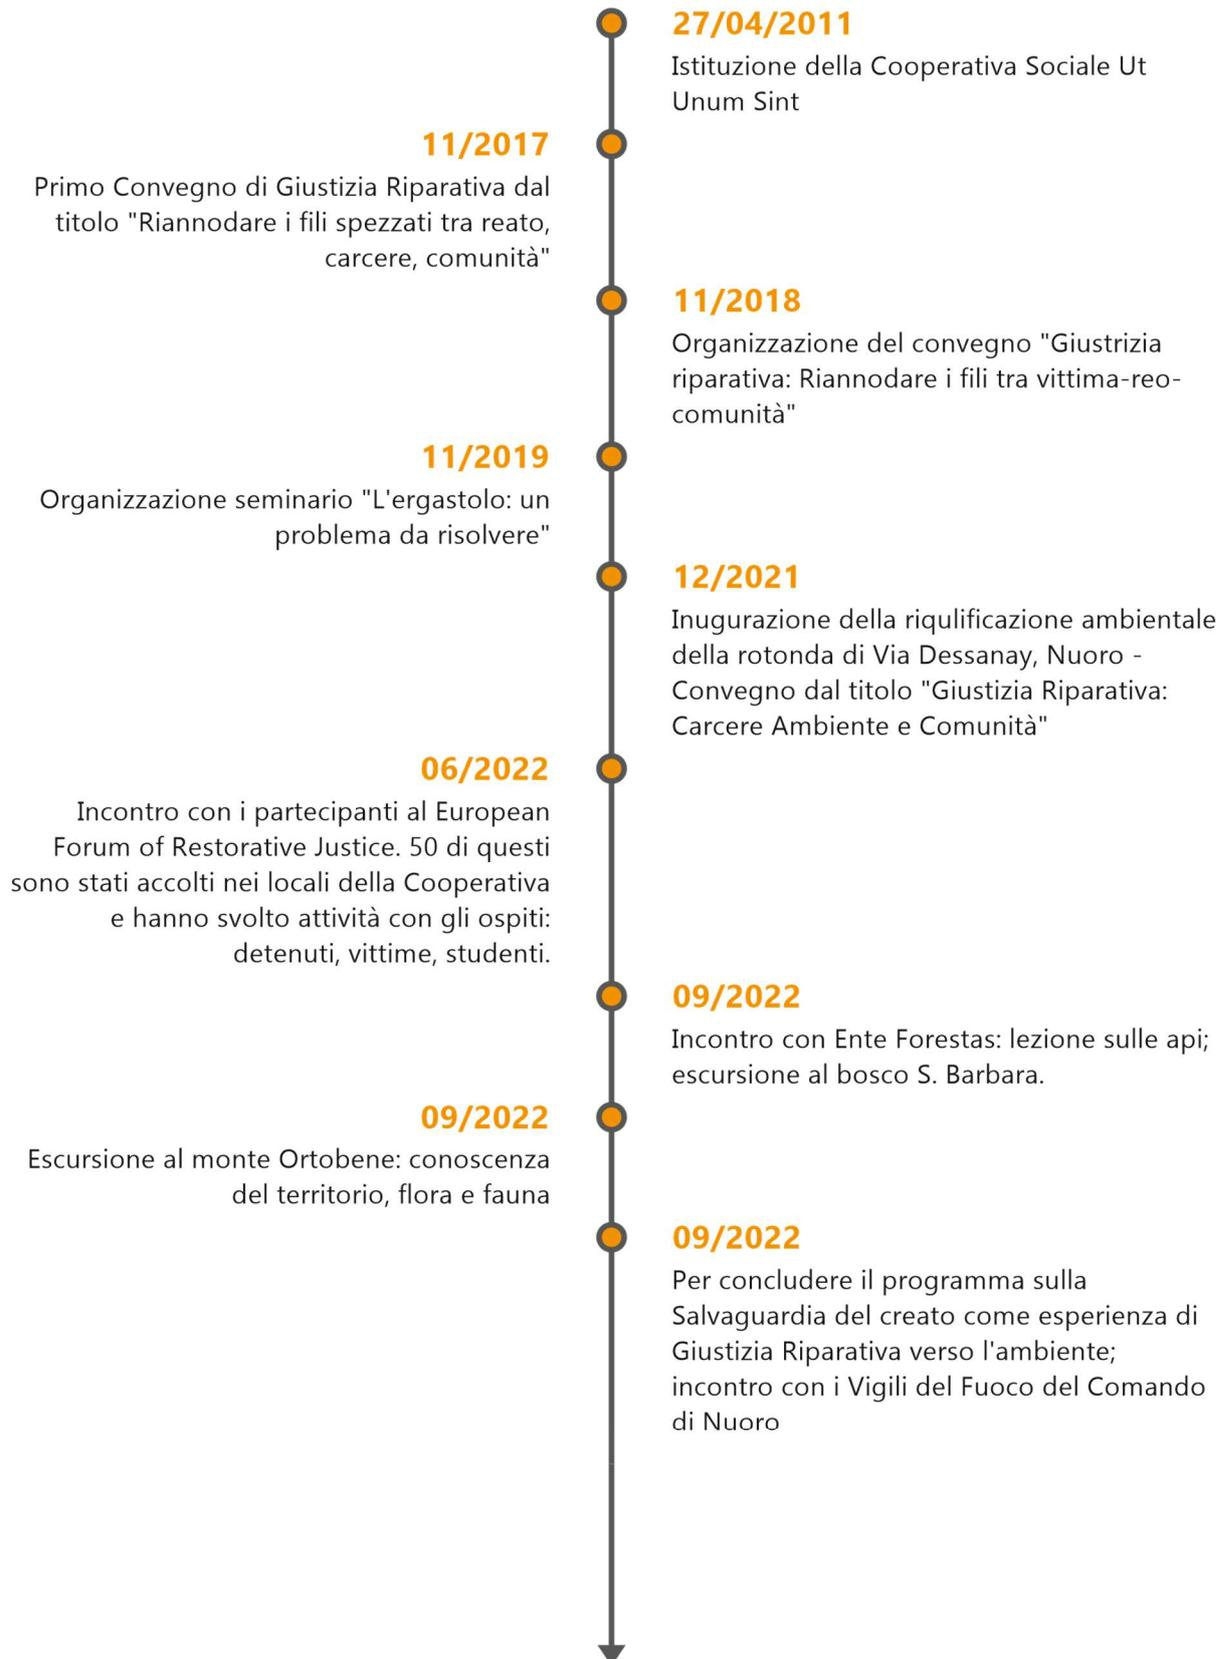 27/04/2011
Istituzione della Cooperativa Sociale Ut
Unum Sint
11/2017
Primo Convegno di Giustizia Riparativa dal
titolo "Riannodare i fili spezzati tra reato,
carcere, comunità"
11/2018
Organizzazione del convegno "Giustrizia
riparativa: Riannodare i fili tra vittima-reo-
comunità"
11/2019
Organizzazione seminario "L'ergastolo: un
problema da risolvere"
12/2021
Inugurazione della riqulificazione ambientale
della rotonda di Via Dessanay, Nuoro -
Convegno dal titolo "Giustizia Riparativa:
Carcere Ambiente e Comunità"
06/2022
Incontro con i partecipanti al European
Forum of Restorative Justice. 50 di questi
sono stati accolti nei locali della Cooperativa
e hanno svolto attività con gli ospiti:
detenuti, vittime, studenti.
09/2022
Incontro con Ente Forestas: lezione sulle api;
escursione al bosco S. Barbara.
09/2022
Escursione al monte Ortobene: conoscenza
del territorio, flora e fauna
09/2022
Per concludere il programma sulla
Salvaguardia del creato come esperienza di
Giustizia Riparativa verso l'ambiente;
incontro con i Vigili del Fuoco del Comando
di Nuoro